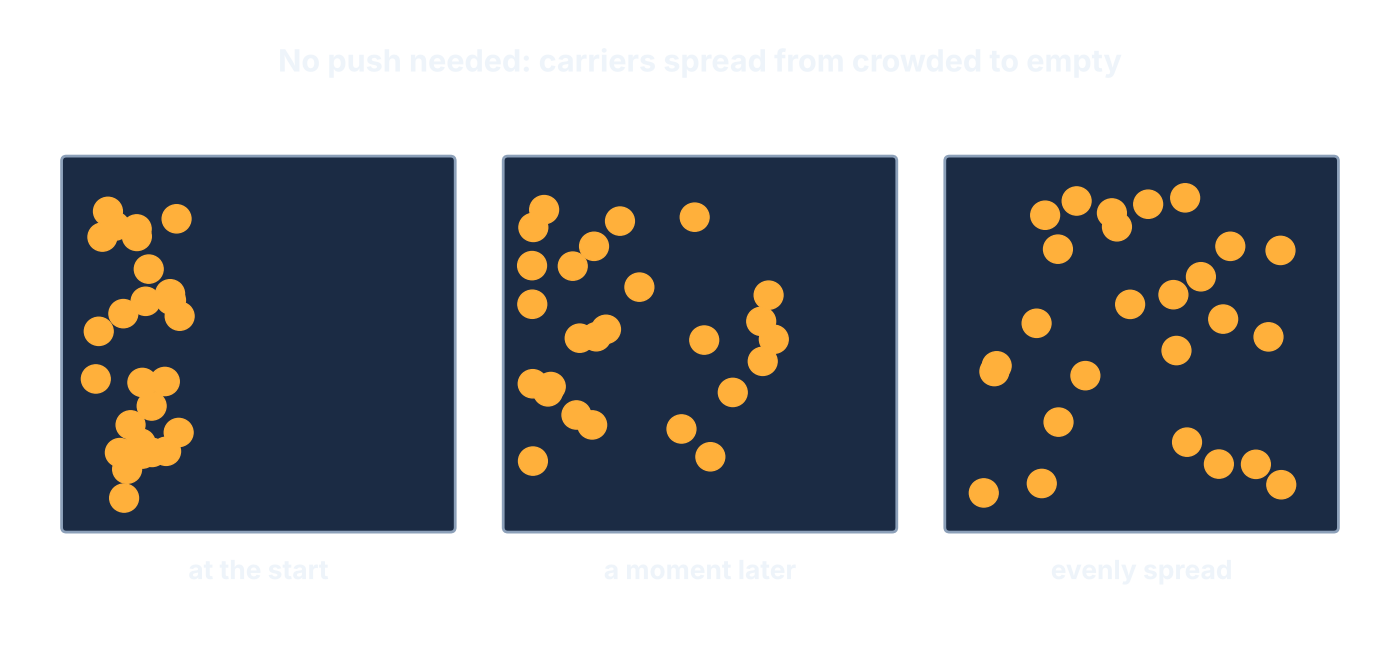 No push needed: carriers spread from crowded to empty
at the start
a moment later
evenly spread